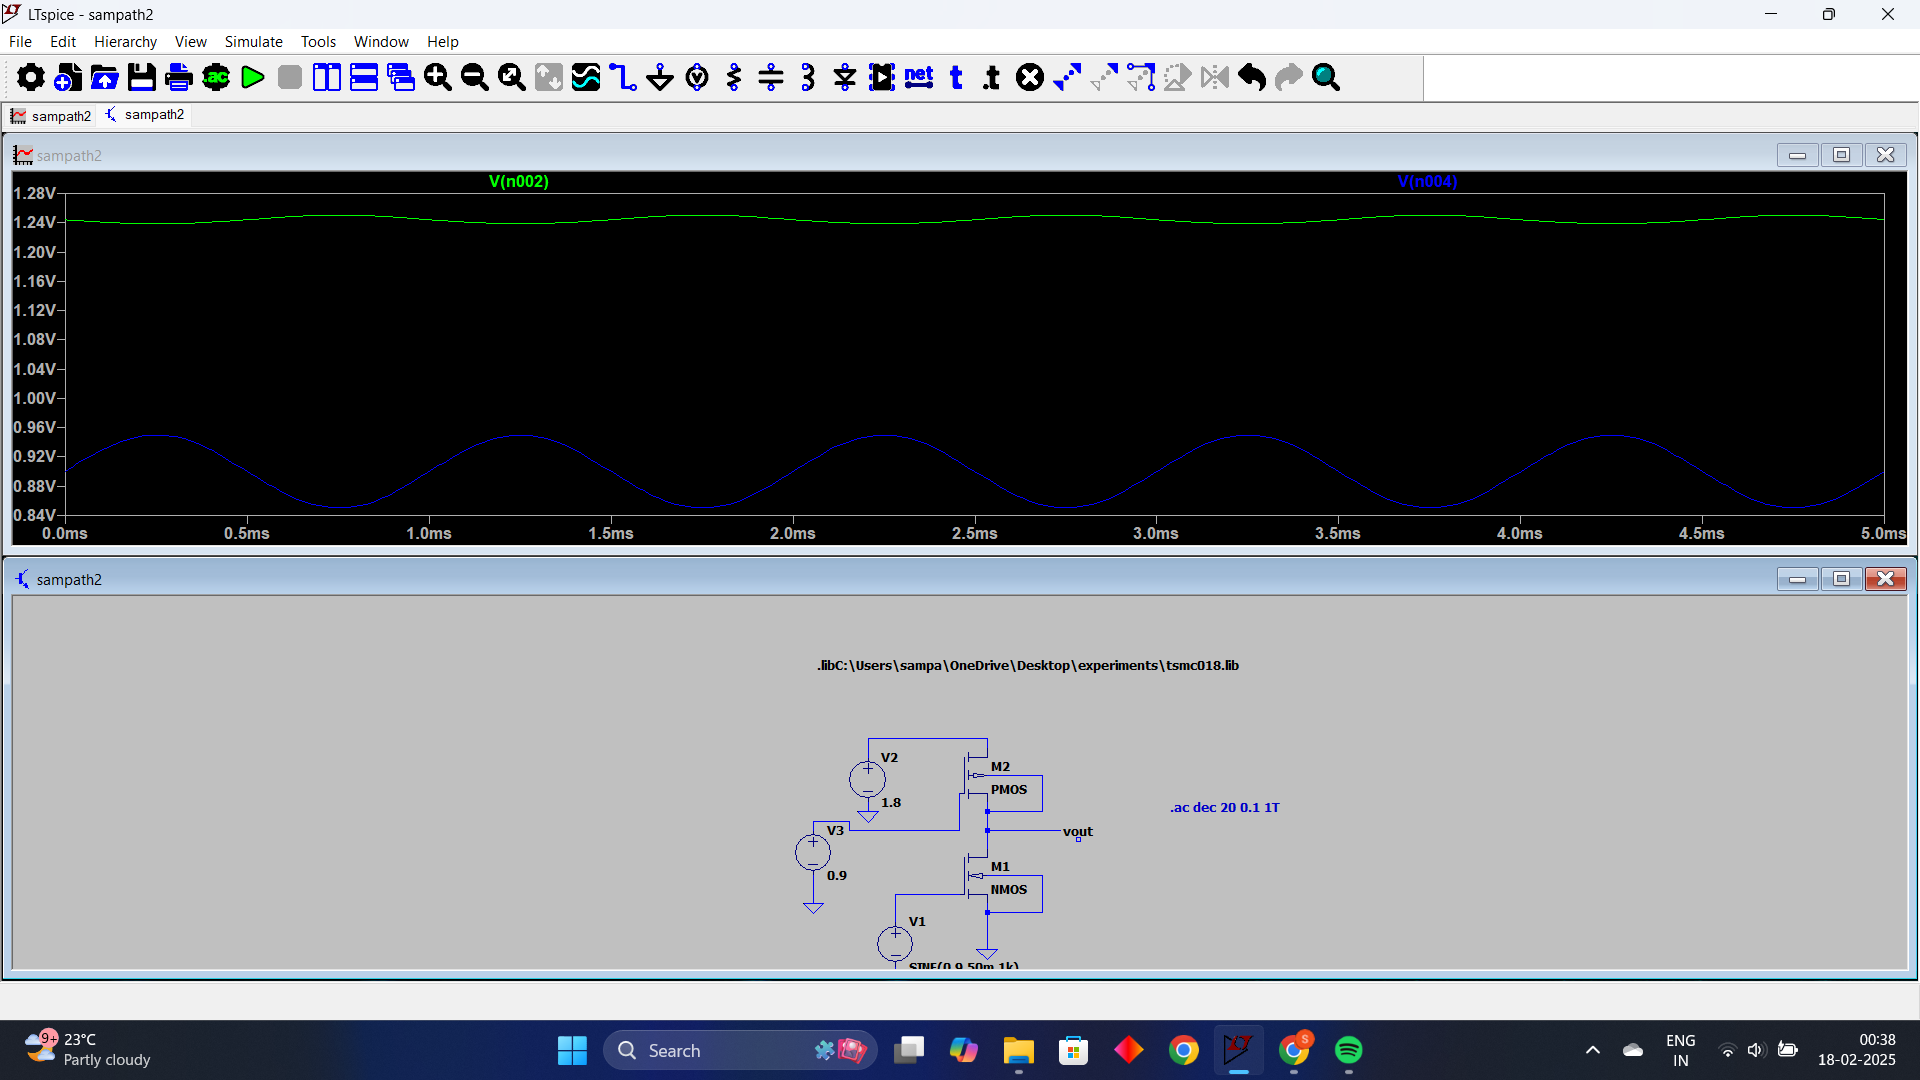 LTspice - sampath2
File Edit Hierarchy View Simulate Tools Window Help
.ac net t .t
sampath2 sampath2
sampath2
V(n002) V(n004)
1.28V
1.24V
1.20V
1.16V
1.12V
1.08V
1.04V
1.00V
0.96V
0.92V
0.88V
0.84V
0.0ms 0.5ms 1.0ms 1.5ms 2.0ms 2.5ms 3.0ms 3.5ms 4.0ms 4.5ms 5.0ms
sampath2
.libC:\Users\sampa\OneDrive\Desktop\experiments\tsmc018.lib
V2
M2
PMOS
1.8
.ac dec 20 0.1 1T
V3
vout
M1
0.9
NMOS
V1
SINE(0.9 50m 1k)
9+ 23°C
Partly cloudy
Search
S
ENG
IN
00:38
18-02-2025